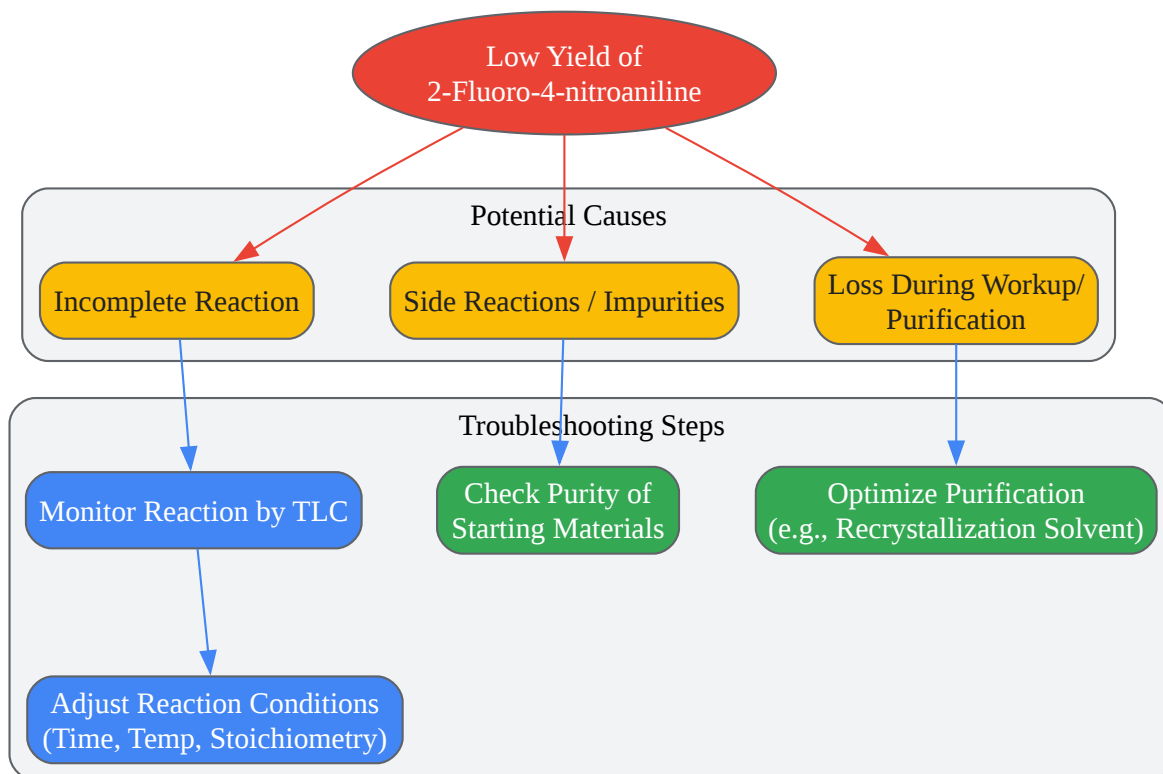 Low Yield of
2-Fluoro-4-nitroaniline
Potential Causes
Incomplete Reaction
Side Reactions / Impurities
Loss During Workup/
Purification
Troubleshooting Steps
Monitor Reaction by TLC
Check Purity of
Starting Materials
Optimize Purification
(e.g., Recrystallization Solvent)
Adjust Reaction Conditions
(Time, Temp, Stoichiometry)